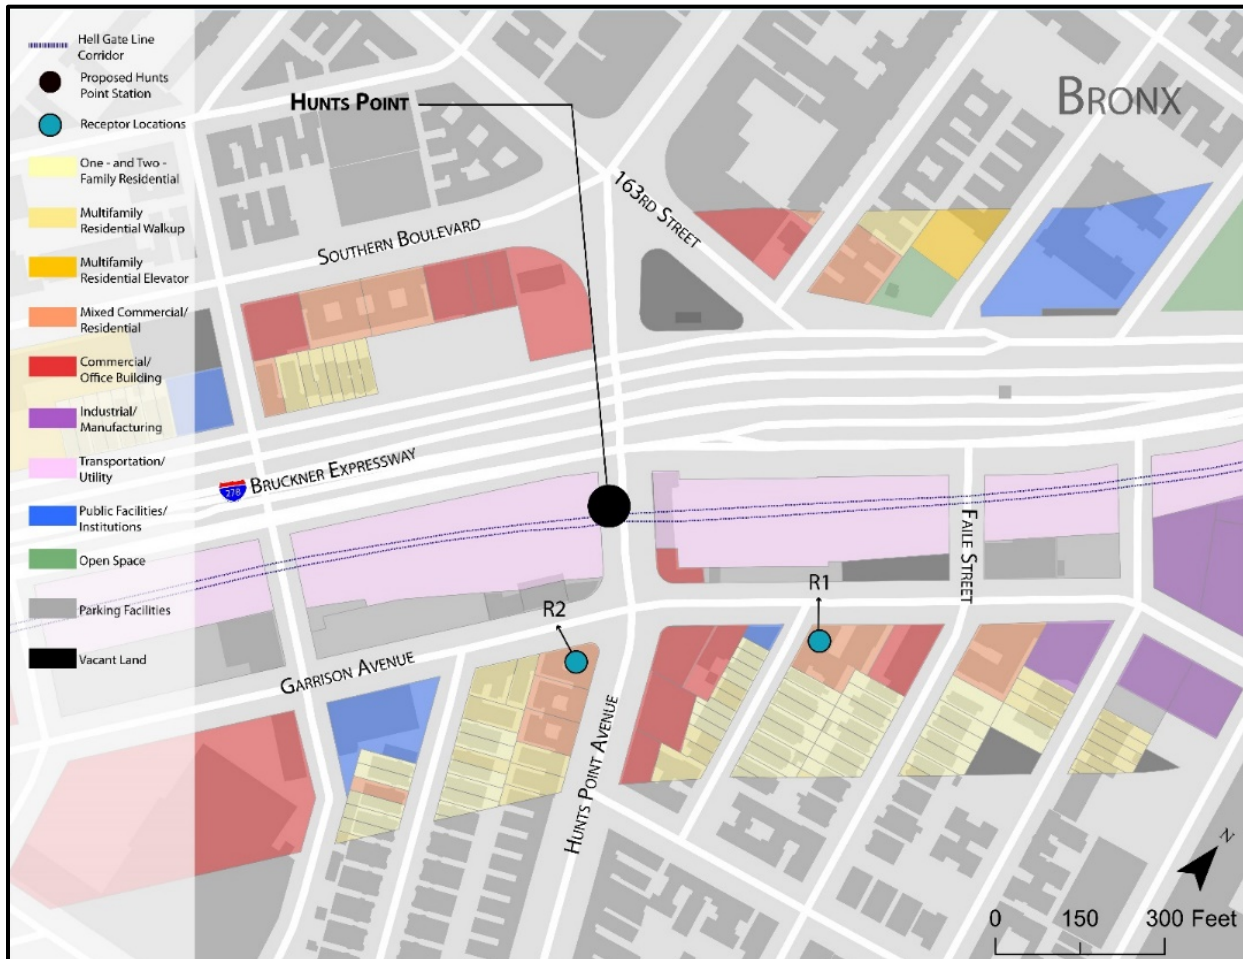 Hell Gate Line
Corridor
Proposed Hunts
Point Station
Receptor Locations
One - and Two -
Family Residential
Multifamily
Residential Walkup
Multifamily
Residential Elevator
Mixed Commercial/
Residential
Commercial/
Office Building
Industrial/
Manufacturing
Transportation/
Utility
Public Facilities/
Institutions
Open Space
Parking Facilities
Vacant Land
HUNTS POINT
BRONX
163RD STREET
SOUTHERN BOULEVARD
278
BRUCKNER EXPRESSWAY
FAILE STREET
R1
R2
GARRISON AVENUE
HUNTS POINT AVENUE
N
0 150 300 Feet